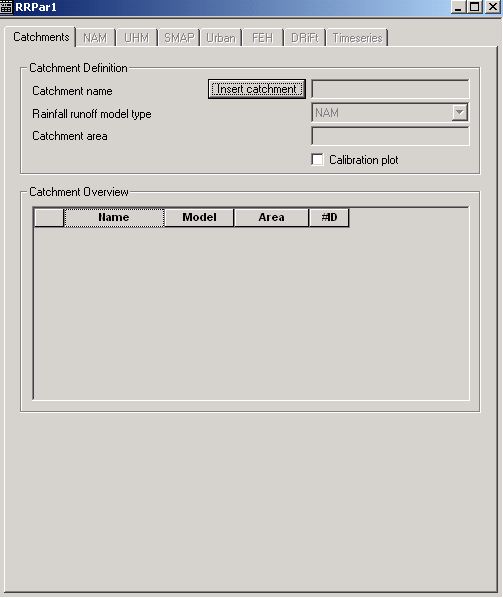 RRPar1
Catchments NAM UHM SMAP Urban FEH DRiFt Timeseries
Catchment Definition
Catchment name Insert catchment
Rainfall runoff model type NAM
Catchment area
Calibration plot
Catchment Overview
Name Model Area #ID